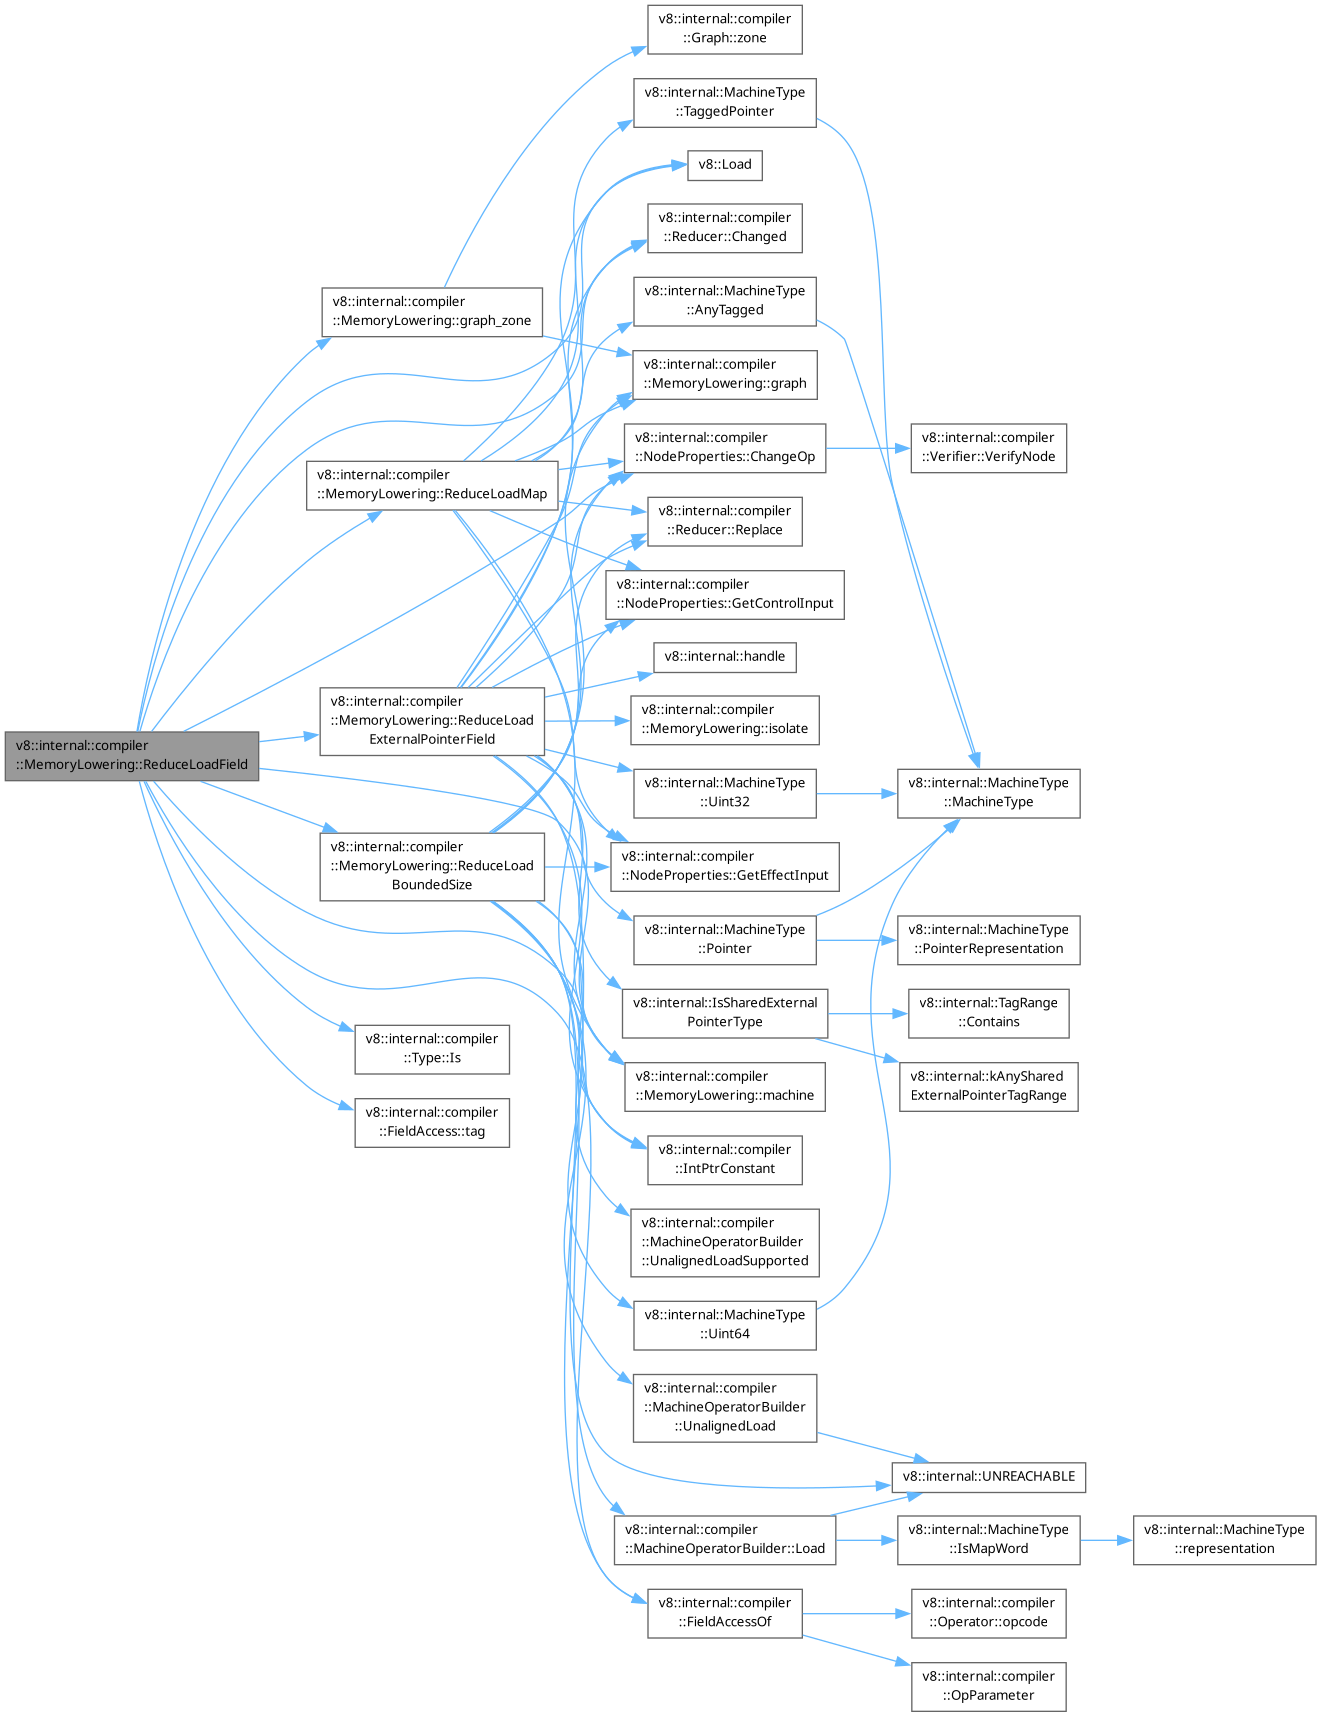 v8::internal::compiler
::Graph::zone
v8::internal::MachineType
::TaggedPointer
v8::Load
v8::internal::compiler
::Reducer::Changed
v8::internal::compiler
::MemoryLowering::graph_zone
v8::internal::MachineType
::AnyTagged
v8::internal::compiler
::MemoryLowering::graph
v8::internal::compiler
::MemoryLowering::ReduceLoadMap
v8::internal::compiler
::NodeProperties::ChangeOp
v8::internal::compiler
::Verifier::VerifyNode
v8::internal::compiler
::Reducer::Replace
v8::internal::compiler
::NodeProperties::GetControlInput
v8::internal::handle
v8::internal::compiler
::MemoryLowering::ReduceLoad
ExternalPointerField
v8::internal::compiler
::MemoryLowering::isolate
v8::internal::compiler
::MemoryLowering::ReduceLoadField
v8::internal::MachineType
::Uint32
v8::internal::MachineType
::MachineType
v8::internal::compiler
::MemoryLowering::ReduceLoad
BoundedSize
v8::internal::compiler
::NodeProperties::GetEffectInput
v8::internal::MachineType
::Pointer
v8::internal::MachineType
::PointerRepresentation
v8::internal::IsSharedExternal
PointerType
v8::internal::TagRange
::Contains
v8::internal::compiler
::Type::Is
v8::internal::compiler
::MemoryLowering::machine
v8::internal::kAnyShared
ExternalPointerTagRange
v8::internal::compiler
::FieldAccess::tag
v8::internal::compiler
::IntPtrConstant
v8::internal::compiler
::MachineOperatorBuilder
::UnalignedLoadSupported
v8::internal::MachineType
::Uint64
v8::internal::compiler
::MachineOperatorBuilder
::UnalignedLoad
v8::internal::UNREACHABLE
v8::internal::compiler
::MachineOperatorBuilder::Load
v8::internal::MachineType
::IsMapWord
v8::internal::MachineType
::representation
v8::internal::compiler
::FieldAccessOf
v8::internal::compiler
::Operator::opcode
v8::internal::compiler
::OpParameter